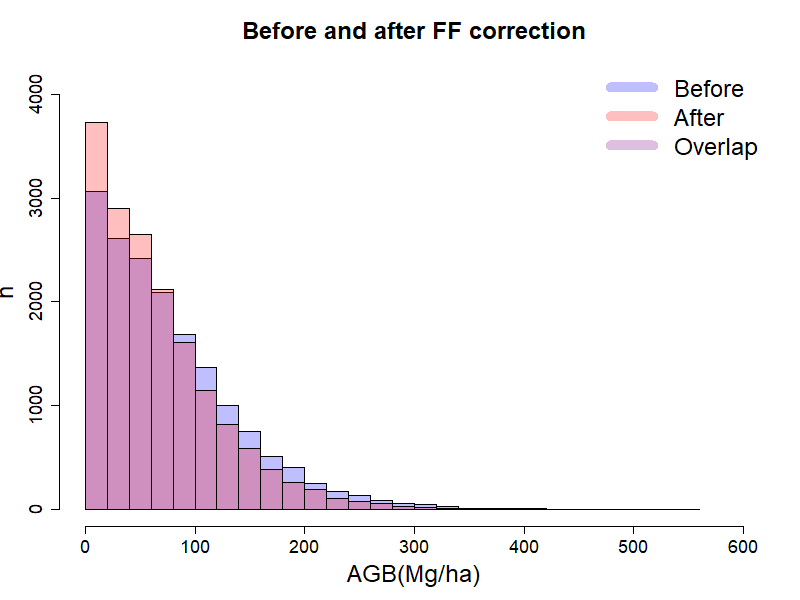 Before and after FF correction
Before
After
Overlap
4000
3000
2000
1000
0
n
0 100 200 300 400 500 600
AGB(Mg/ha)